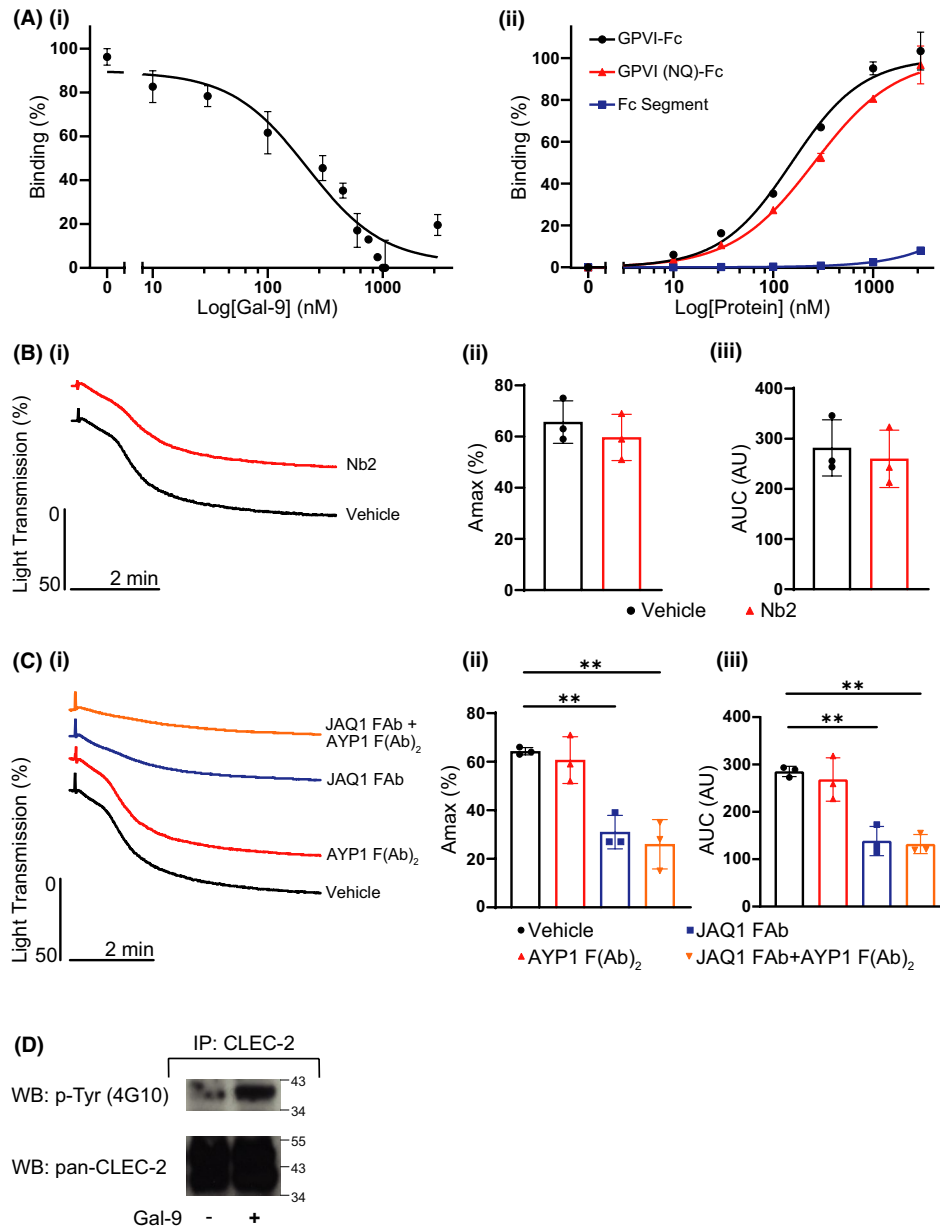 (A) (i)
Binding (%)
100
80
60
40
20
0
0
10
100
1000
Log[Gal-9] (nM)
(ii)
Binding (%)
100
80
60
40
20
0
GPVI-Fc
GPVI (NQ)-Fc
Fc Segment
0
10
100
1000
Log[Protein] (nM)
(B) (i)
Light Transmission (%)
0
50
2 min
Nb2
Vehicle
(ii)
Amax (%)
80
60
40
20
0
(iii)
AUC (AU)
400
300
200
100
0
Vehicle
Nb2
(C) (i)
Light Transmission (%)
0
50
2 min
JAQ1 FAb +
AYP1 F(Ab)2
JAQ1 FAb
AYP1 F(Ab)2
Vehicle
(ii)
**
**
Amax (%)
80
60
40
20
0
(iii)
**
**
AUC (AU)
400
300
200
100
0
Vehicle
JAQ1 FAb
AYP1 F(Ab)2
JAQ1 FAb+AYP1 F(Ab)2
(D)
IP: CLEC-2
WB: p-Tyr (4G10)
43
34
WB: pan-CLEC-2
55
43
34
Gal-9 - +